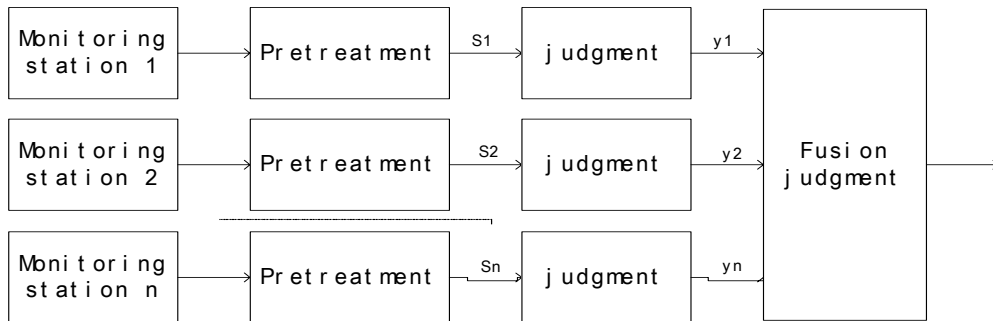 Monitoring
station 1
Pretreatment
S1
judgment
y1
Monitoring
station 2
Pretreatment
S2
judgment
y2
Fusion
judgment
Monitoring
station n
Pretreatment
Sn
judgment
yn